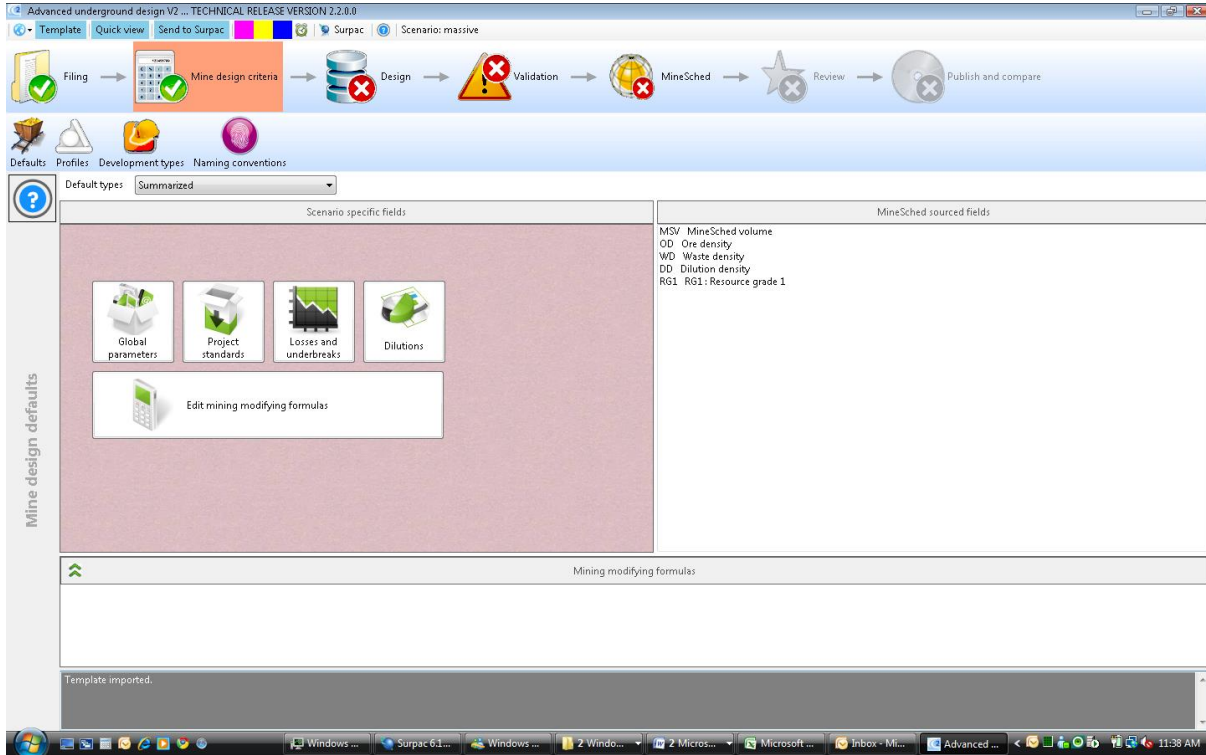 Advanced underground design V2 ... TECHNICAL RELEASE VERSION 2.2.0.0
Template Quick view Send to Surpac Surpac Scenario: massive
Filing Mine design criteria Design Validation MineSched Review Publish and compare
Defaults Profiles Development types Naming conventions
Default types Summarized
Scenario specific fields
MineSched sourced fields
MSV MineSched volume
OD Ore density
WD Waste density
DD Dilution density
RG1 RG1 : Resource grade 1
Global parameters
Project standards
Losses and underbreaks
Dilutions
Edit mining modifying formulas
Mine design defaults
Mining modifying formulas
Template imported.
Windows ... Surpac 6.1... Windows ... 2 Windo... 2 Micros... Microsoft ... Inbox - Mi... Advanced ... 11:38 AM